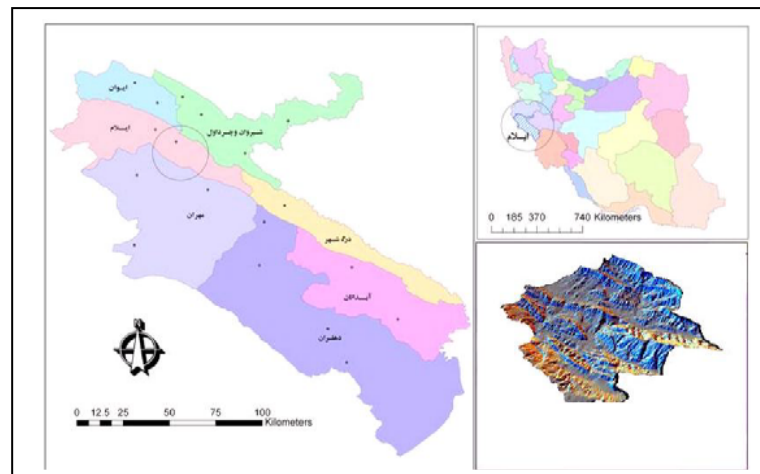 ایوان
شیروان و چرداول
ایلام
مهران
دره شهر
آبدانان
دهلران
0 12.5 25 50 75 100
Kilometers
ایلام
0 185 370 740 Kilometers